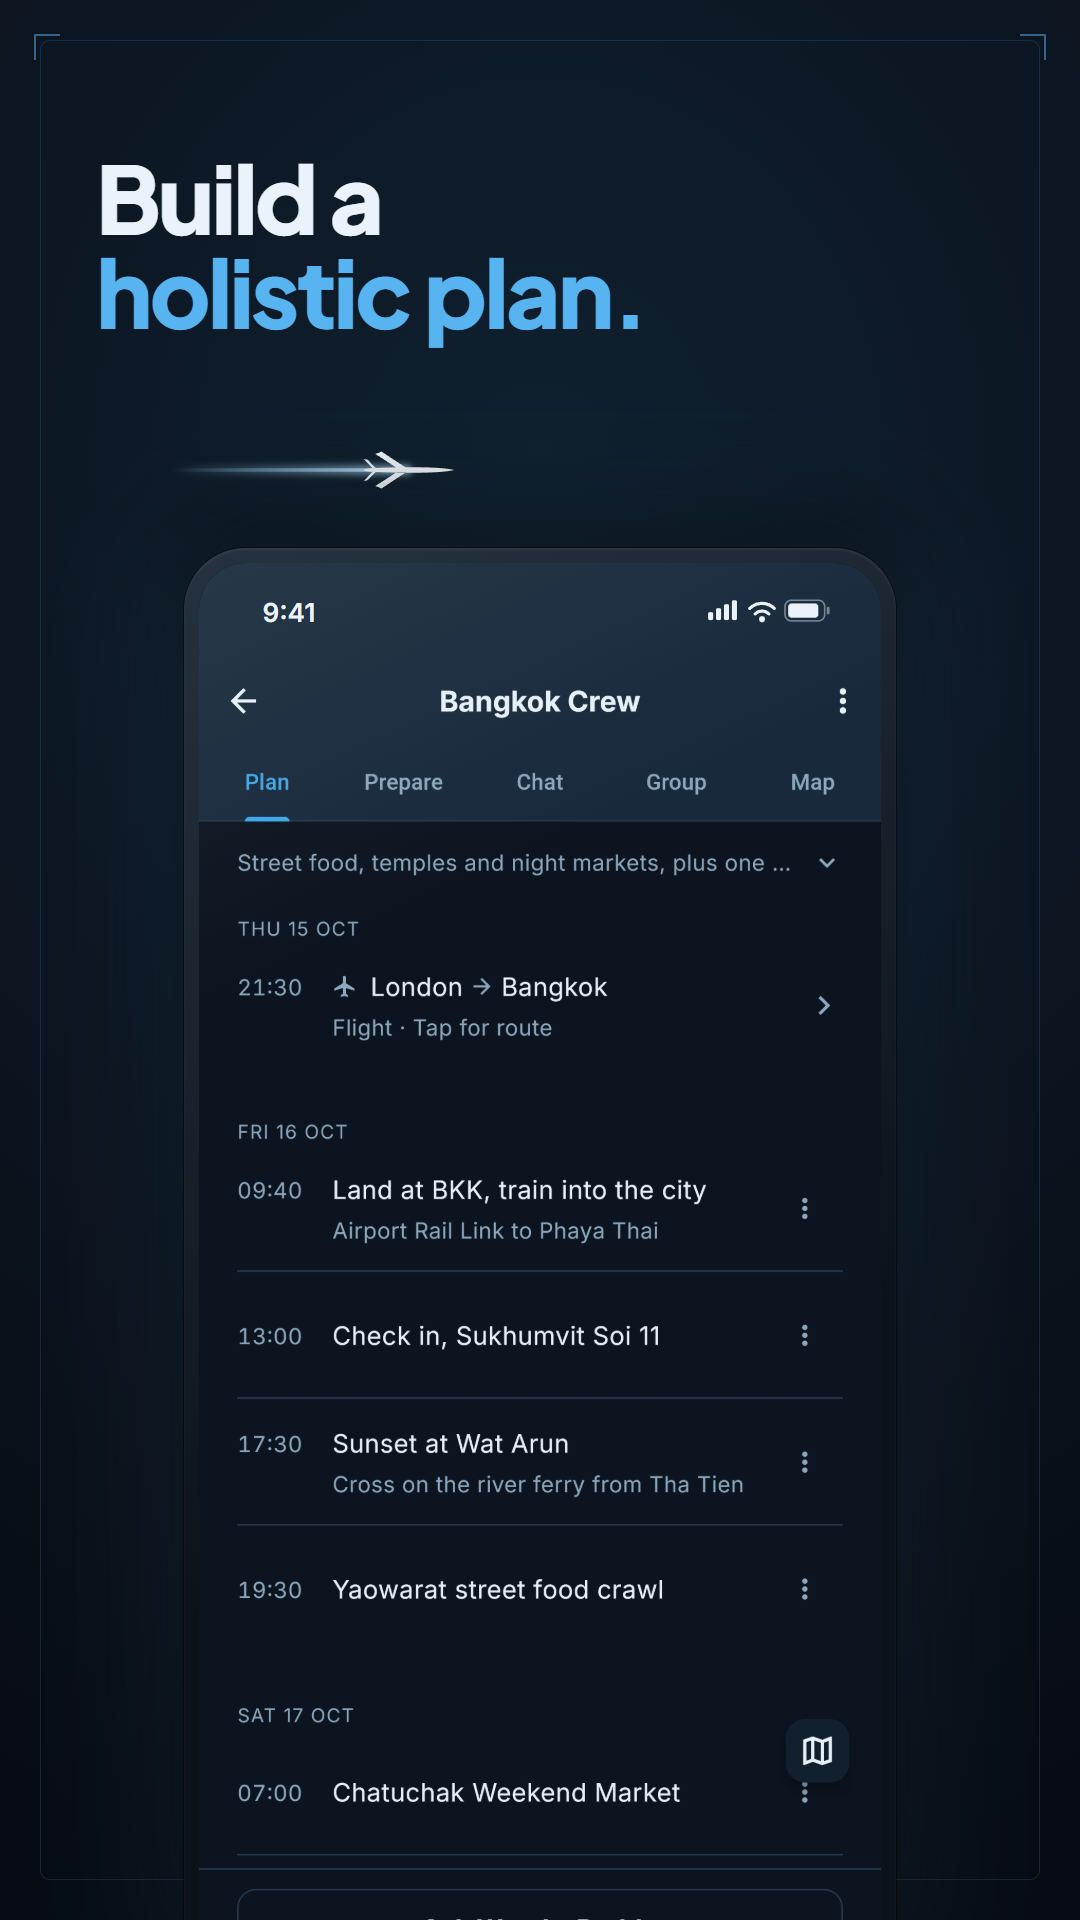 Build a
holistic plan.
9:41
Bangkok Crew
Plan Prepare Chat Group Map
Street food, temples and night markets, plus one ...
THU 15 OCT
21:30 London → Bangkok
Flight · Tap for route
FRI 16 OCT
09:40 Land at BKK, train into the city
Airport Rail Link to Phaya Thai
13:00 Check in, Sukhumvit Soi 11
17:30 Sunset at Wat Arun
Cross on the river ferry from Tha Tien
19:30 Yaowarat street food crawl
SAT 17 OCT
07:00 Chatuchak Weekend Market